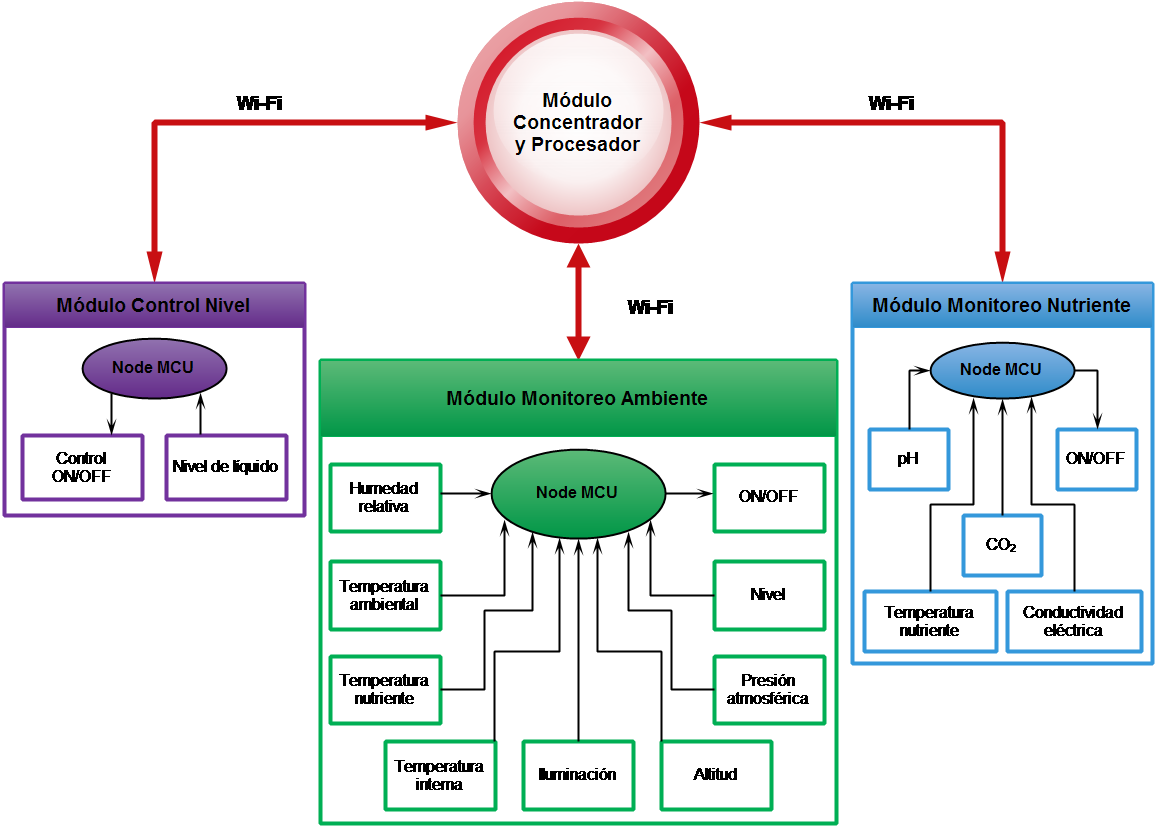 Wi-Fi
Módulo
Concentrador
y Procesador
Wi-Fi
Wi-Fi
Módulo Control Nivel
Node MCU
Control
ON/OFF
Nivel de líquido
Módulo Monitoreo Ambiente
Node MCU
Humedad
relativa
ON/OFF
Temperatura
ambiental
Nivel
Temperatura
nutriente
Presión
atmosférica
Temperatura
interna
Iluminación
Altitud
Módulo Monitoreo Nutriente
Node MCU
pH
ON/OFF
CO₂
Temperatura
nutriente
Conductividad
eléctrica